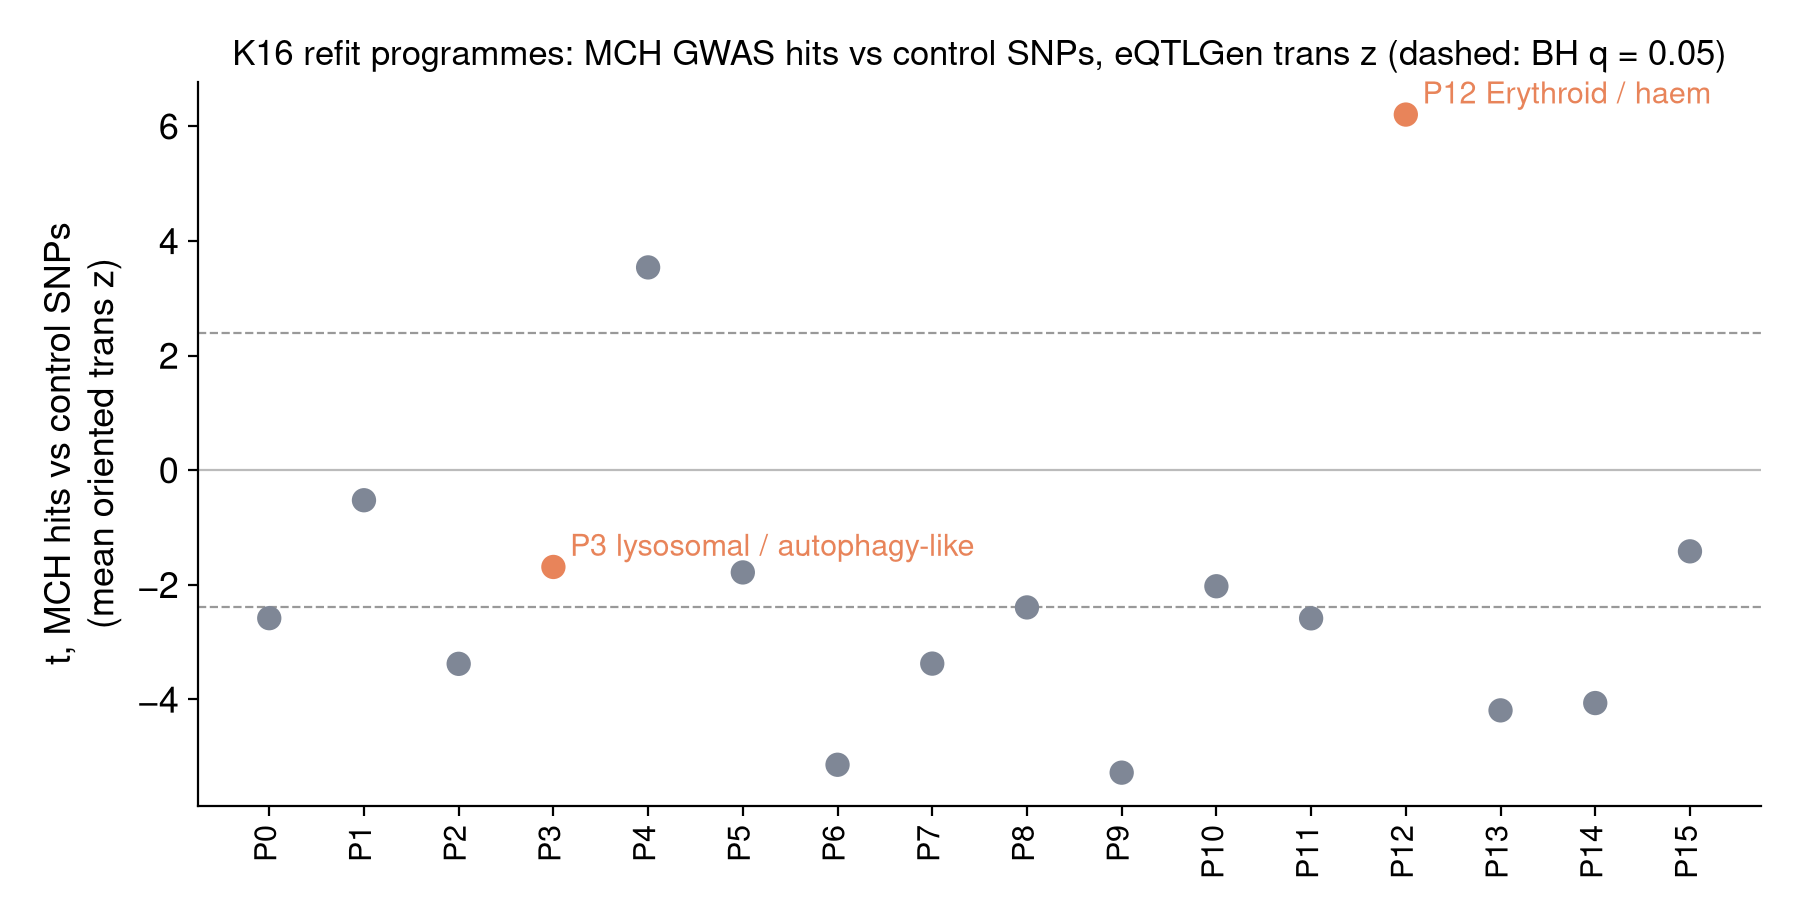 K16 refit programmes: MCH GWAS hits vs control SNPs, eQTLGen trans z (dashed: BH q = 0.05)
t, MCH hits vs control SNPs
(mean oriented trans z)
6
4
2
0
−2
−4
P12 Erythroid / haem
P3 lysosomal / autophagy-like
P0
P1
P2
P3
P4
P5
P6
P7
P8
P9
P10
P11
P12
P13
P14
P15